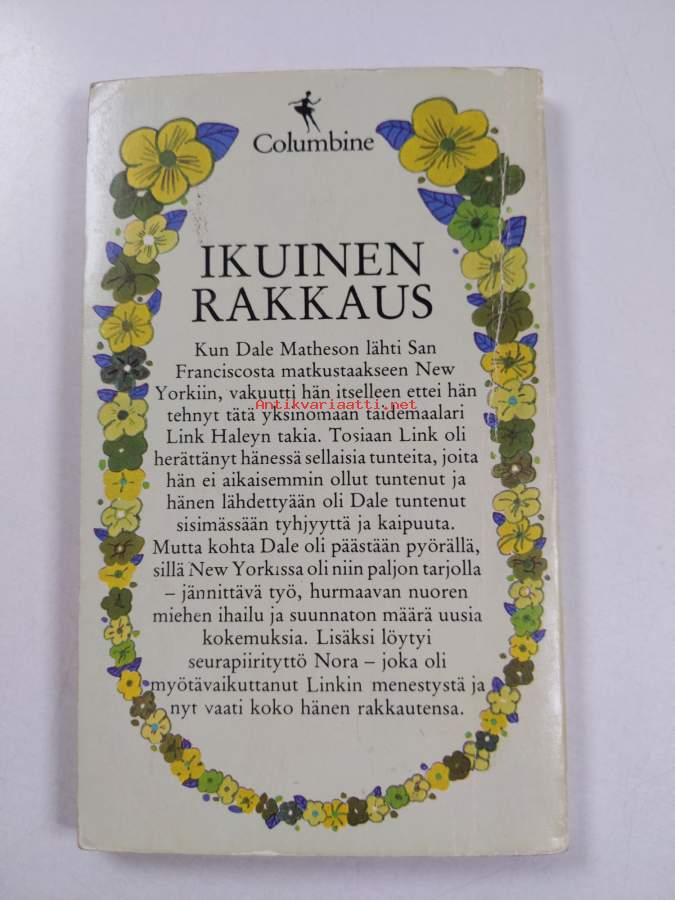 Columbine
IKUINEN
RAKKAUS
Kun Dale Matheson lähti San
Franciscosta matkustaakseen New
Yorkiin, vakuutti hän itselleen ettei hän
Antikvariaatti.net
tehnyt tätä yksinomaan taidemaalari
Link Haleyn takia. Tosiaan Link oli
herättänyt hänessä sellaisia tunteita, joita
hän ei aikaisemmin ollut tuntenut ja
hänen lähdettyään oli Dale tuntenut
sisimässään tyhjyyttä ja kaipuuta.
Mutta kohta Dale oli päästään pyörällä,
sillä New Yorkissa oli niin paljon tarjolla
– jännittävä työ, hurmaavan nuoren
miehen ihailu ja suunnaton määrä uusia
kokemuksia. Lisäksi löytyi
seurapiirityttö Nora – joka oli
myötävaikuttanut Linkin menestystä ja
nyt vaati koko hänen rakkautensa.